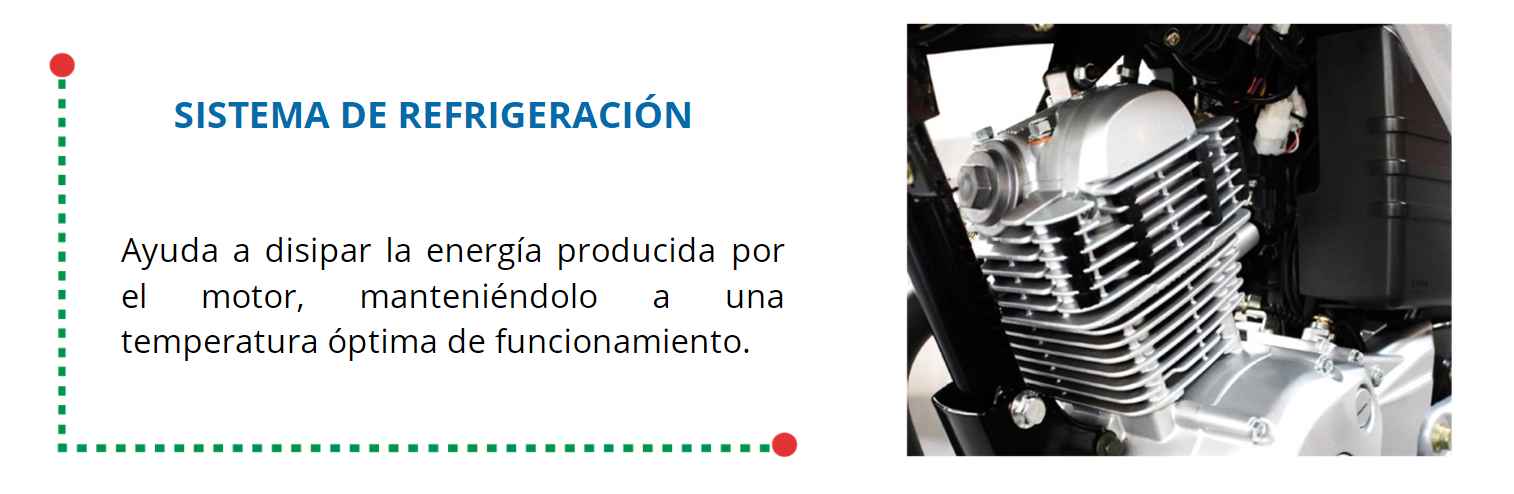 SISTEMA DE REFRIGERACIÓN
Ayuda a disipar la energía producida por
el motor, manteniéndolo a una
temperatura óptima de funcionamiento.